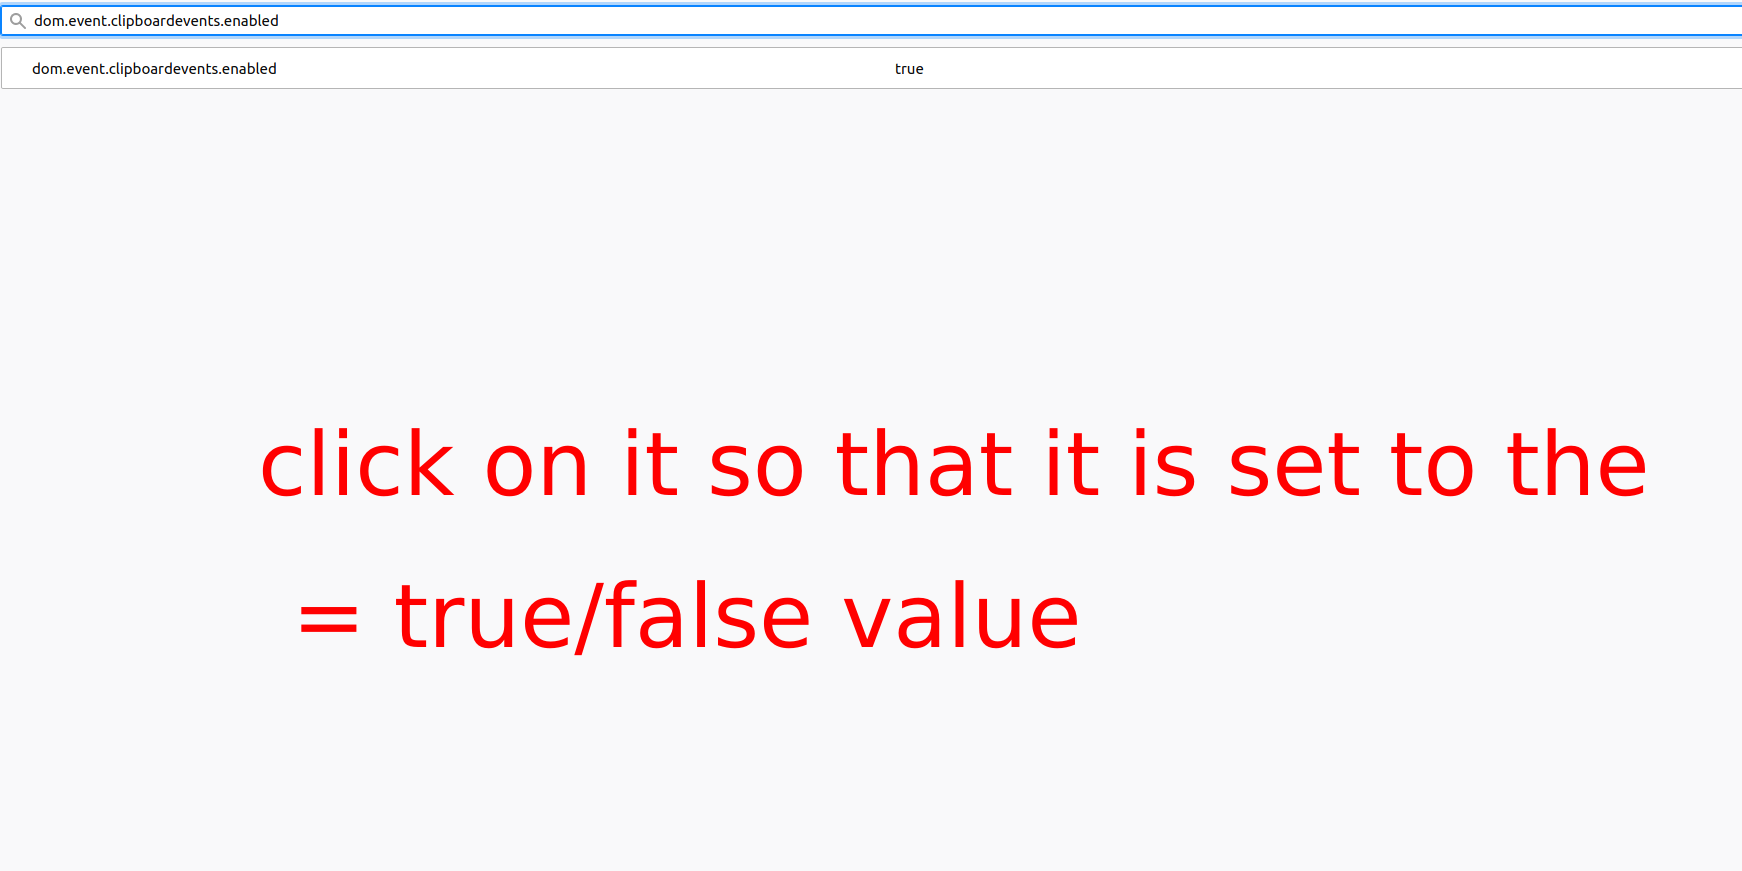 dom.event.clipboardevents.enabled
dom.event.clipboardevents.enabled true
click on it so that it is set to the
= true/false value